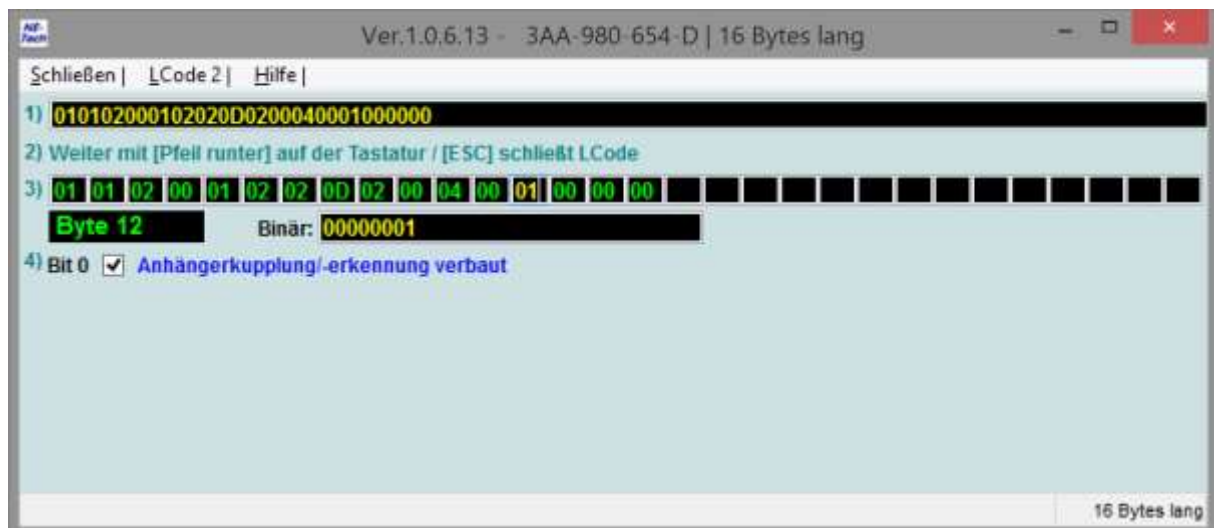 NE-Tech Ver.1.0.6.13 - 3AA-980-654-D | 16 Bytes lang
Schließen | LCode 2 | Hilfe |
1) 010102000102020D0200040001000000
2) Weiter mit [Pfeil runter] auf der Tastatur / [ESC] schließt LCode
3) 01 01 02 00 01 02 02 0D 02 00 04 00 01 00 00 00
Byte 12 Binär: 00000001
4) Bit 0 Anhängerkupplung/-erkennung verbaut
16 Bytes lang